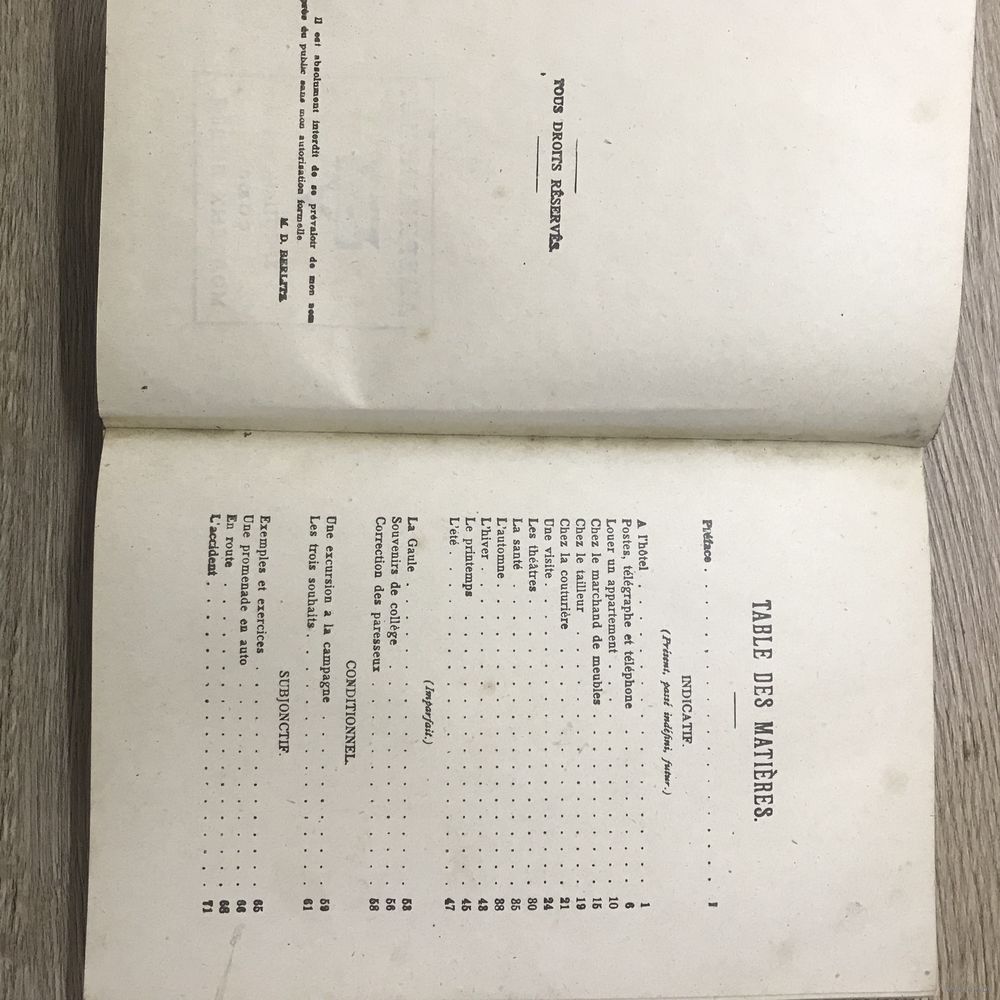 TOUS DROITS RÉSERVÉS.
Il est absolument interdit de se prévaloir de mon nom
du public sans mon autorisation formelle.
M. D. BERLITZ
TABLE DES MATIÈRES.
Préface . . . . . . . . . . . . . I
INDICATIF.
(Présent, passé indéfini, futur.)
A l'hôtel . . . . . . . . . . . . 1
Postes, télégraphe et téléphone . . . . . . . . 6
Louer un appartement . . . . . . . . . . 10
Chez le marchand de meubles . . . . . . . . 15
Chez le tailleur . . . . . . . . . . . 19
Chez la couturière . . . . . . . . . . 21
Une visite . . . . . . . . . . . . 24
Les théâtres . . . . . . . . . . . . 30
La santé . . . . . . . . . . . . 35
L'automne . . . . . . . . . . . . 38
L'hiver . . . . . . . . . . . . . 43
Le printemps . . . . . . . . . . . . 45
L'été . . . . . . . . . . . . . 47
(Imparfait.)
La Gaule . . . . . . . . . . . . 53
Souvenirs de collège . . . . . . . . . . 56
Correction des paresseux . . . . . . . . . 58
CONDITIONNEL.
Une excursion à la campagne . . . . . . . . 59
Les trois souhaits . . . . . . . . . . . 61
SUBJONCTIF.
Exemples et exercices . . . . . . . . . . 65
Une promenade en auto . . . . . . . . . . 66
En route . . . . . . . . . . . . 68
L'accident . . . . . . . . . . . . 71